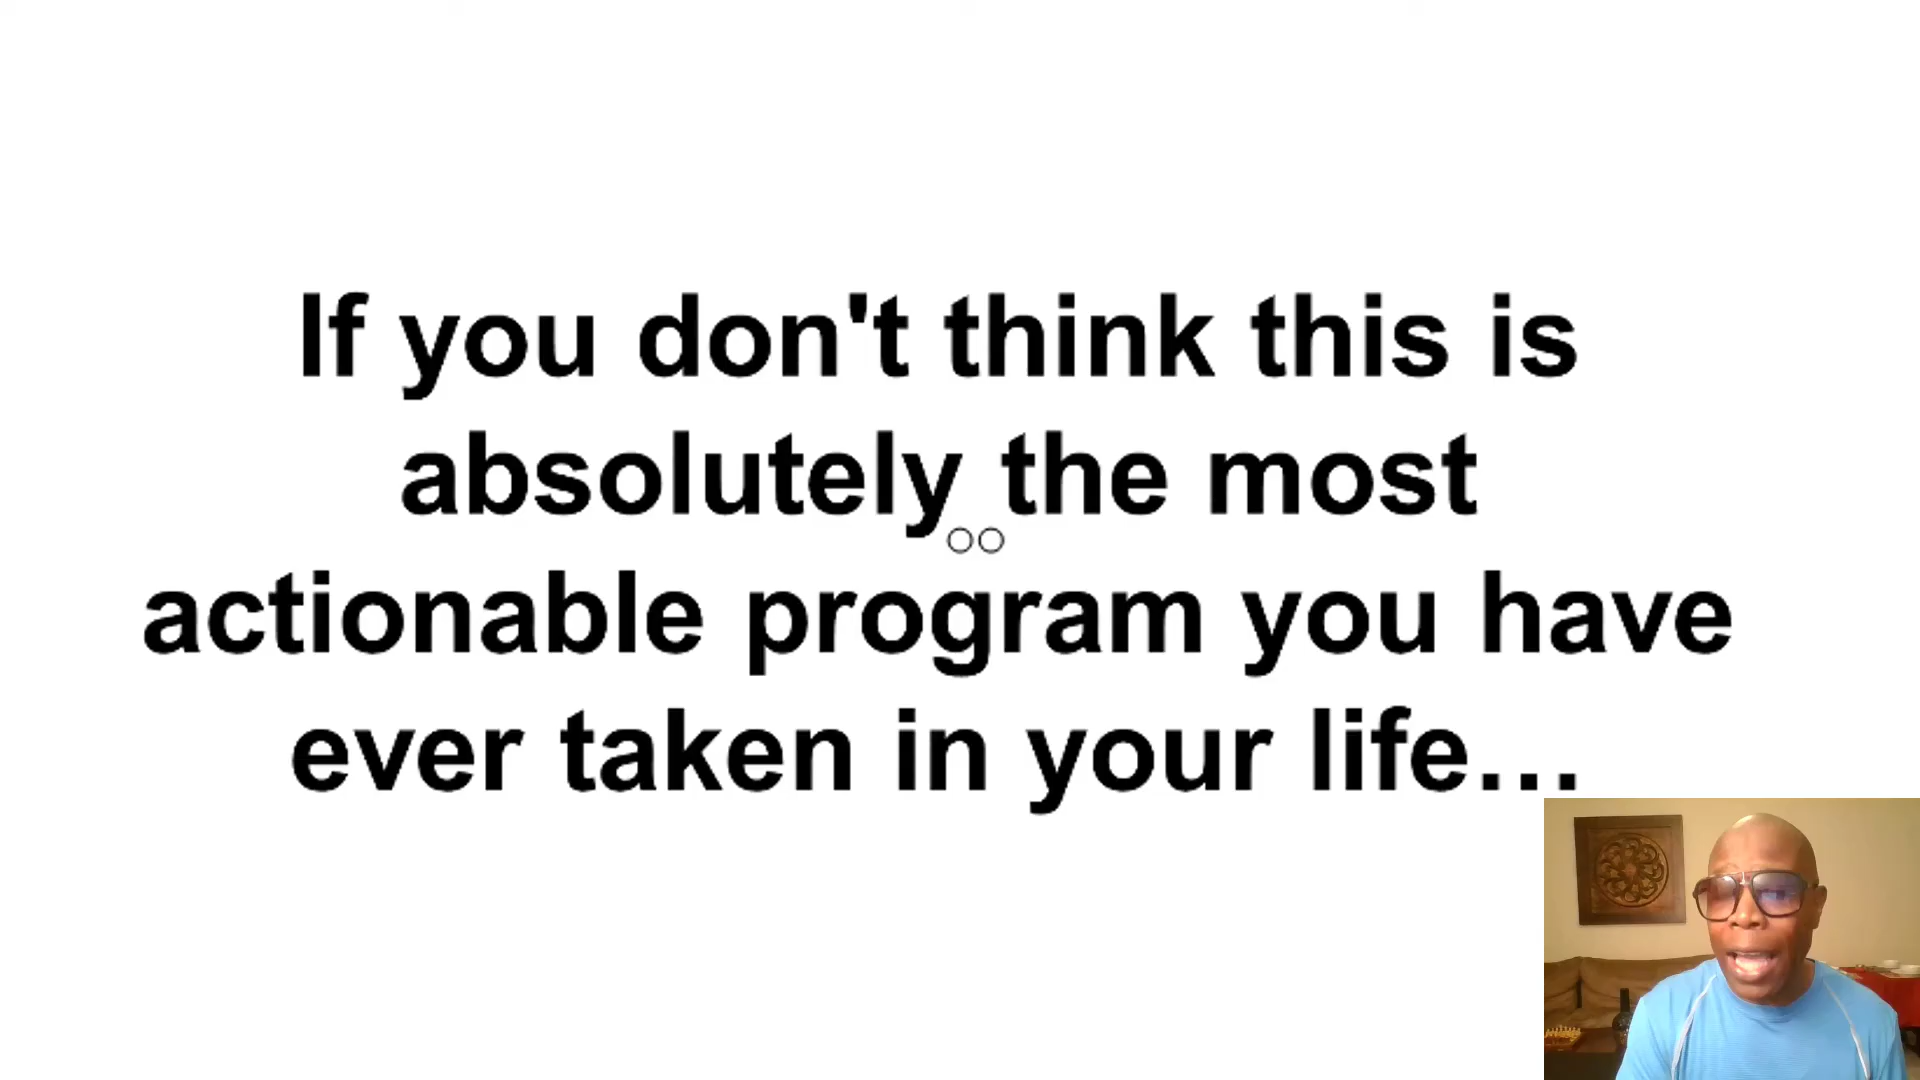 If you don't think this is
absolutely the most
actionable program you have
ever taken in your life...